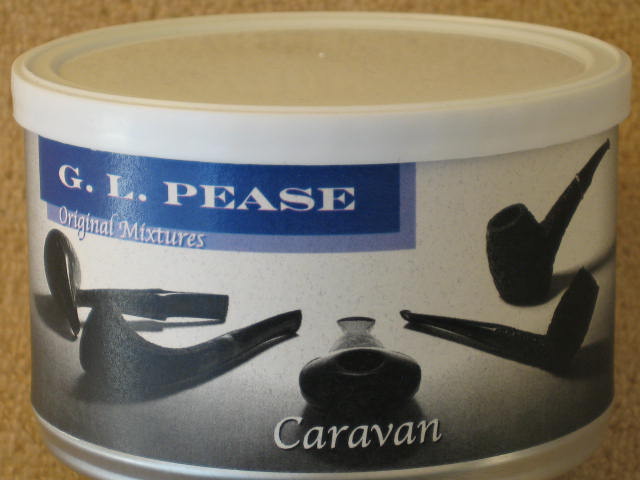 G. L. PEASE
Original Mixtures
Caravan